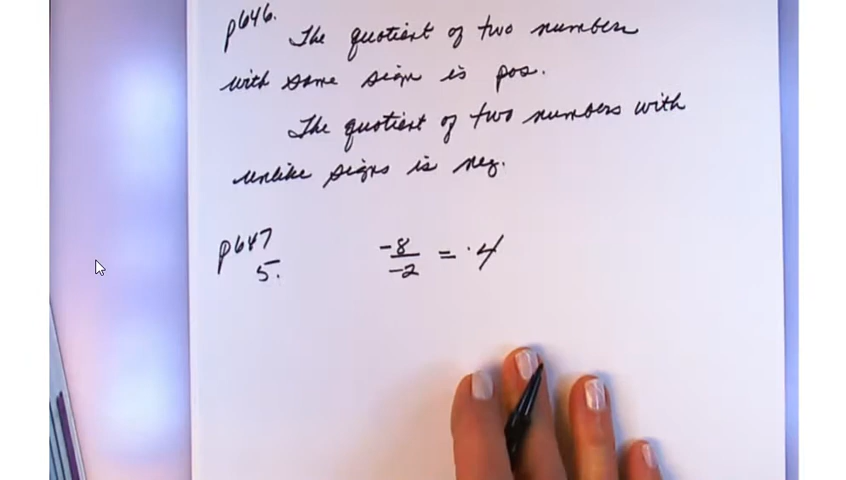 p646. The quotient of two numbers
with same sign is pos.
The quotient of two numbers with
unlike signs is neg.
p647
5.
-8/-2 = 4